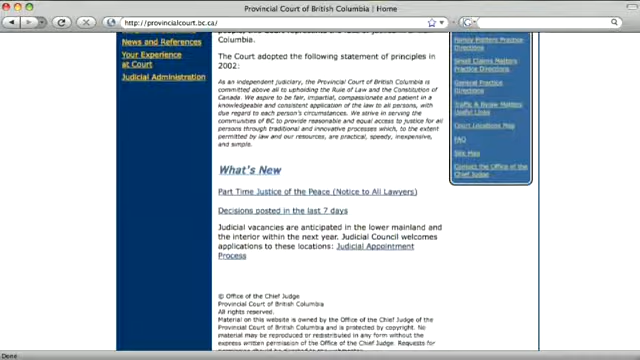 Provincial Court of British Columbia | Home
http://provincialcourt.bc.ca/
News and References
Your Experience
at Court
Judicial Administration
Columbia.
The Court adopted the following statement of principles in
2002:
As an independent judiciary, the Provincial Court of British Columbia is
committed above all to upholding the Rule of Law and the Constitution of
Canada. We aspire to be fair, impartial, compassionate and patient in a
knowledgeable and consistent application of the law to all persons, with
due regard to each person's circumstances. We strive in serving the
communities of BC to provide reasonable and equal access to justice for all
persons through traditional and innovative processes which, to the extent
permitted by law and our resources, are practical, speedy, inexpensive,
and simple.
What's New
Part Time Justice of the Peace (Notice to All Lawyers)
Decisions posted in the last 7 days
Judicial vacancies are anticipated in the lower mainland and
the interior within the next year. Judicial Council welcomes
applications to these locations: Judicial Appointment
Process
© Office of the Chief Judge
Provincial Court of British Columbia
All rights reserved.
Material on this website is owned by the Office of the Chief Judge of the
Provincial Court of British Columbia and is protected by copyright. No
material may be reproduced or redistributed in any form without the
express written permission of the Office of the Chief Judge. Requests for
Family Matters Practice
Directions
Small Claims Matters
Practice Directions
General Practice
Directions
Traffic & Bylaw Matters
Useful Links
Court Locations Map
FAQ
Site Map
Contact the Office of the
Chief Judge
Done